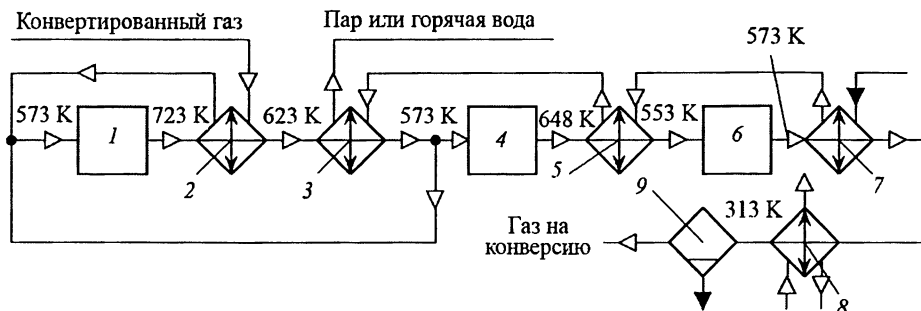 Конвертированный газ
Пар или горячая вода
573 К
573 К
723 К
623 К
573 К
648 К
553 К
1
2
3
4
5
6
7
9
313 К
Газ на
конверсию
8